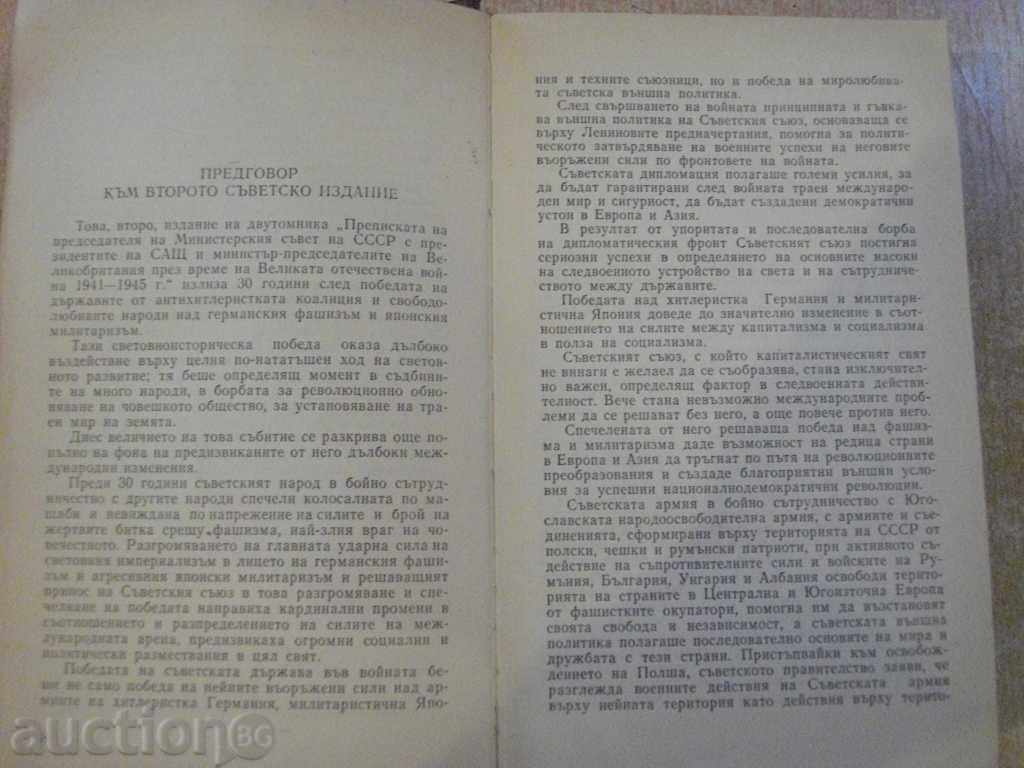 ПРЕДГОВОР
КЪМ ВТОРОТО СЪВЕТСКО ИЗДАНИЕ
Това, второ, издание на двутомника „Преписката на
председателя на Министерския съвет на СССР с пре-
зидентите на САЩ и министър-председателите на Ве-
ликобритания през време на Великата отечествена вой-
на 1941—1945 г.“ излиза 30 години след победата на
държавите от антихитлеристката коалиция и свободо-
любивите народи над германския фашизъм и японския
милитаризъм.
Тази световноисторическа победа оказа дълбоко
въздействие върху целия по-нататъшен ход на светов-
ното развитие; тя беше определящ момент в съдбини-
те на много народи, в борбата за революционно обно-
вяване на човешкото общество, за установяване на тра-
ен мир на земята.
Днес величието на това събитие се разкрива още по-
пълно на фона на предизвиканите от него дълбоки меж-
дународни изменения.
Преди 30 години съветският народ в бойно сътруд-
ничество с другите народи спечели колосалната по ма-
щаби и невиждана по напрежение на силите и брой на
жертвите битка срещу фашизма, най-злия враг на чо-
вечеството. Разгромяването на главната ударна сила на
световния империализъм в лицето на германския фаши-
зъм и агресивния японски милитаризъм и решаващият
принос на Съветския съюз в това разгромяване и спе-
челване на победата направиха кардинални промени в
съотношението и разпределението на силите на меж-
дународната арена, предизвикаха огромни социални и
политически размествания в цял свят.
Победата на съветската държава във войната бе-
ше не само победа на нейните въоръжени сили над ар-
миите на хитлеристка Германия, милитаристична Япо-
ния и техните съюзници, но и победа на миролюбива-
та съветска външна политика.
След свършването на войната принципната и гъвка-
ва външна политика на Съветския съюз, основаваща се
върху Лениновите предначертания, помогна за полити-
ческото затвърдяване на военните успехи на неговите
въоръжени сили по фронтовете на войната.
Съветската дипломация полагаше големи усилия, за
да бъдат гарантирани след войната траен международ-
ен мир и сигурност, да бъдат създадени демократични
устои в Европа и Азия.
В резултат от упоритата и последователна борба
на дипломатическия фронт Съветският съюз постигна
сериозни успехи в определянето на основните насоки
на следвоенното устройство на света и на сътрудниче-
ството между държавите.
Победата над хитлеристка Германия и милитари-
стична Япония доведе до значително изменение в съ-
отношението на силите между капитализма и социализма
в полза на социализма.
Съветският съюз, с който капиталистическият свят
не винаги е желаел да се съобразява, стана изключител-
но важен, определящ фактор в следвоенната действи-
телност. Вече стана невъзможно международните проб-
леми да се решават без него, а още повече против него.
Спечелената от него решаваща победа над фашиз-
ма и милитаризма даде възможност на редица страни
в Европа и Азия да тръгнат по пътя на революционните
преобразования и създаде благоприятни външни усло-
вия за успешни националнодемократични революции.
Съветската армия в бойно сътрудничество с Юго-
славската народоосвободителна армия, с армиите и съе-
диненията, сформирани върху територията на СССР от
полски, чешки и румънски патриоти, при активното съ-
действие на съпротивителните сили и войските на Ру-
мъния, България, Унгария и Албания освободи терито-
рията на страните в Централна и Югоизточна Европа
от фашистките окупатори, помогна им да възстановят
своята свобода и независимост, а съветската външна
политика полагаше последователно основите на мира и
дружбата с тези страни. Пристъпвайки към освобож-
дението на Полша, съветското правителство заяви, че
разглежда военните действия на Съветската армия
върху нейната територия като действия върху терито-
auction BG